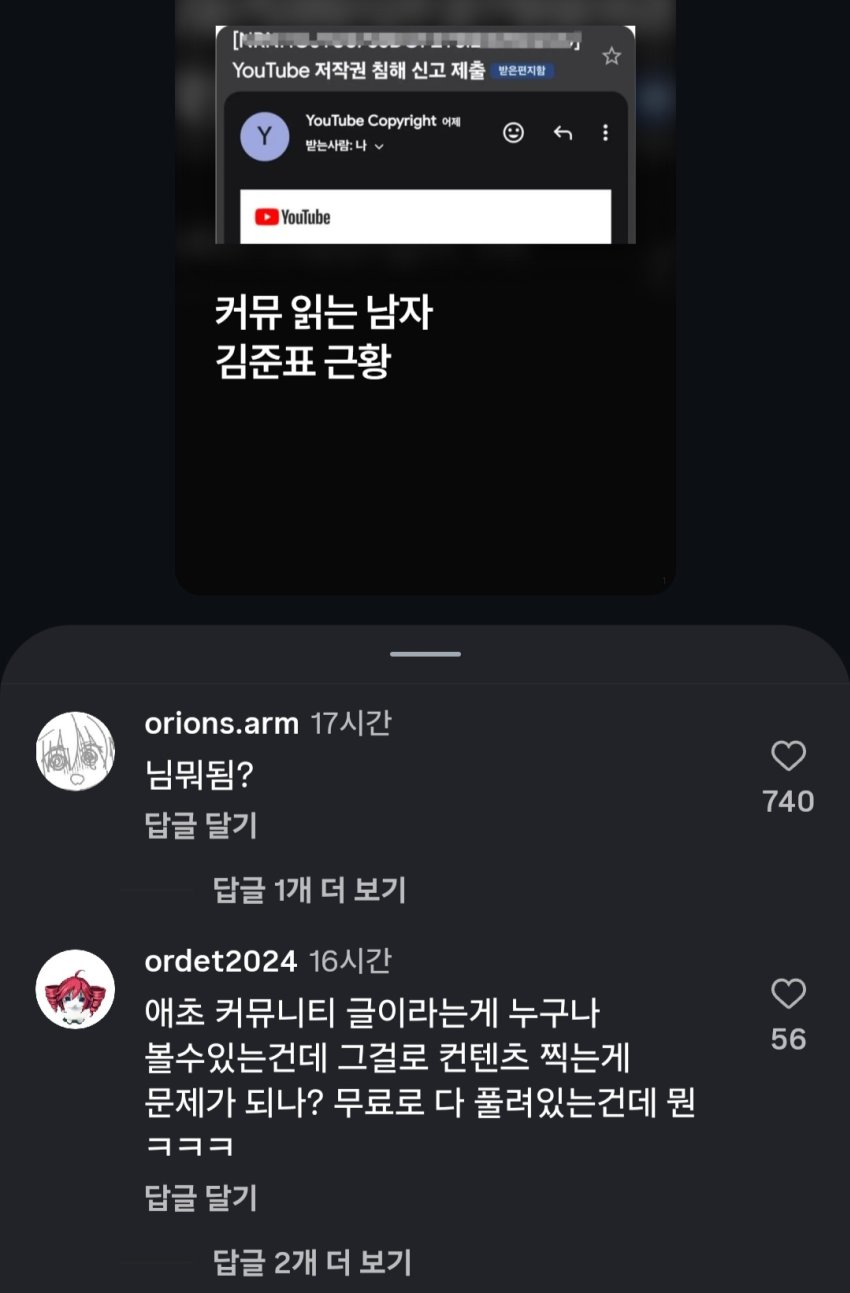 YouTube 저작권 침해 신고 제출 받은편지함
Y
YouTube Copyright 어제
받는사람: 나
YouTube
커뮤 읽는 남자
김준표 근황
1
orions.arm 17시간
님뭐됨?
740
답글 달기
답글 1개 더 보기
ordet2024 16시간
애초 커뮤니티 글이라는게 누구나
볼수있는건데 그걸로 컨텐츠 찍는게
56
문제가 되나? 무료로 다 풀려있는건데 뭔
ㅋㅋㅋ
답글 달기
답글 2개 더 보기